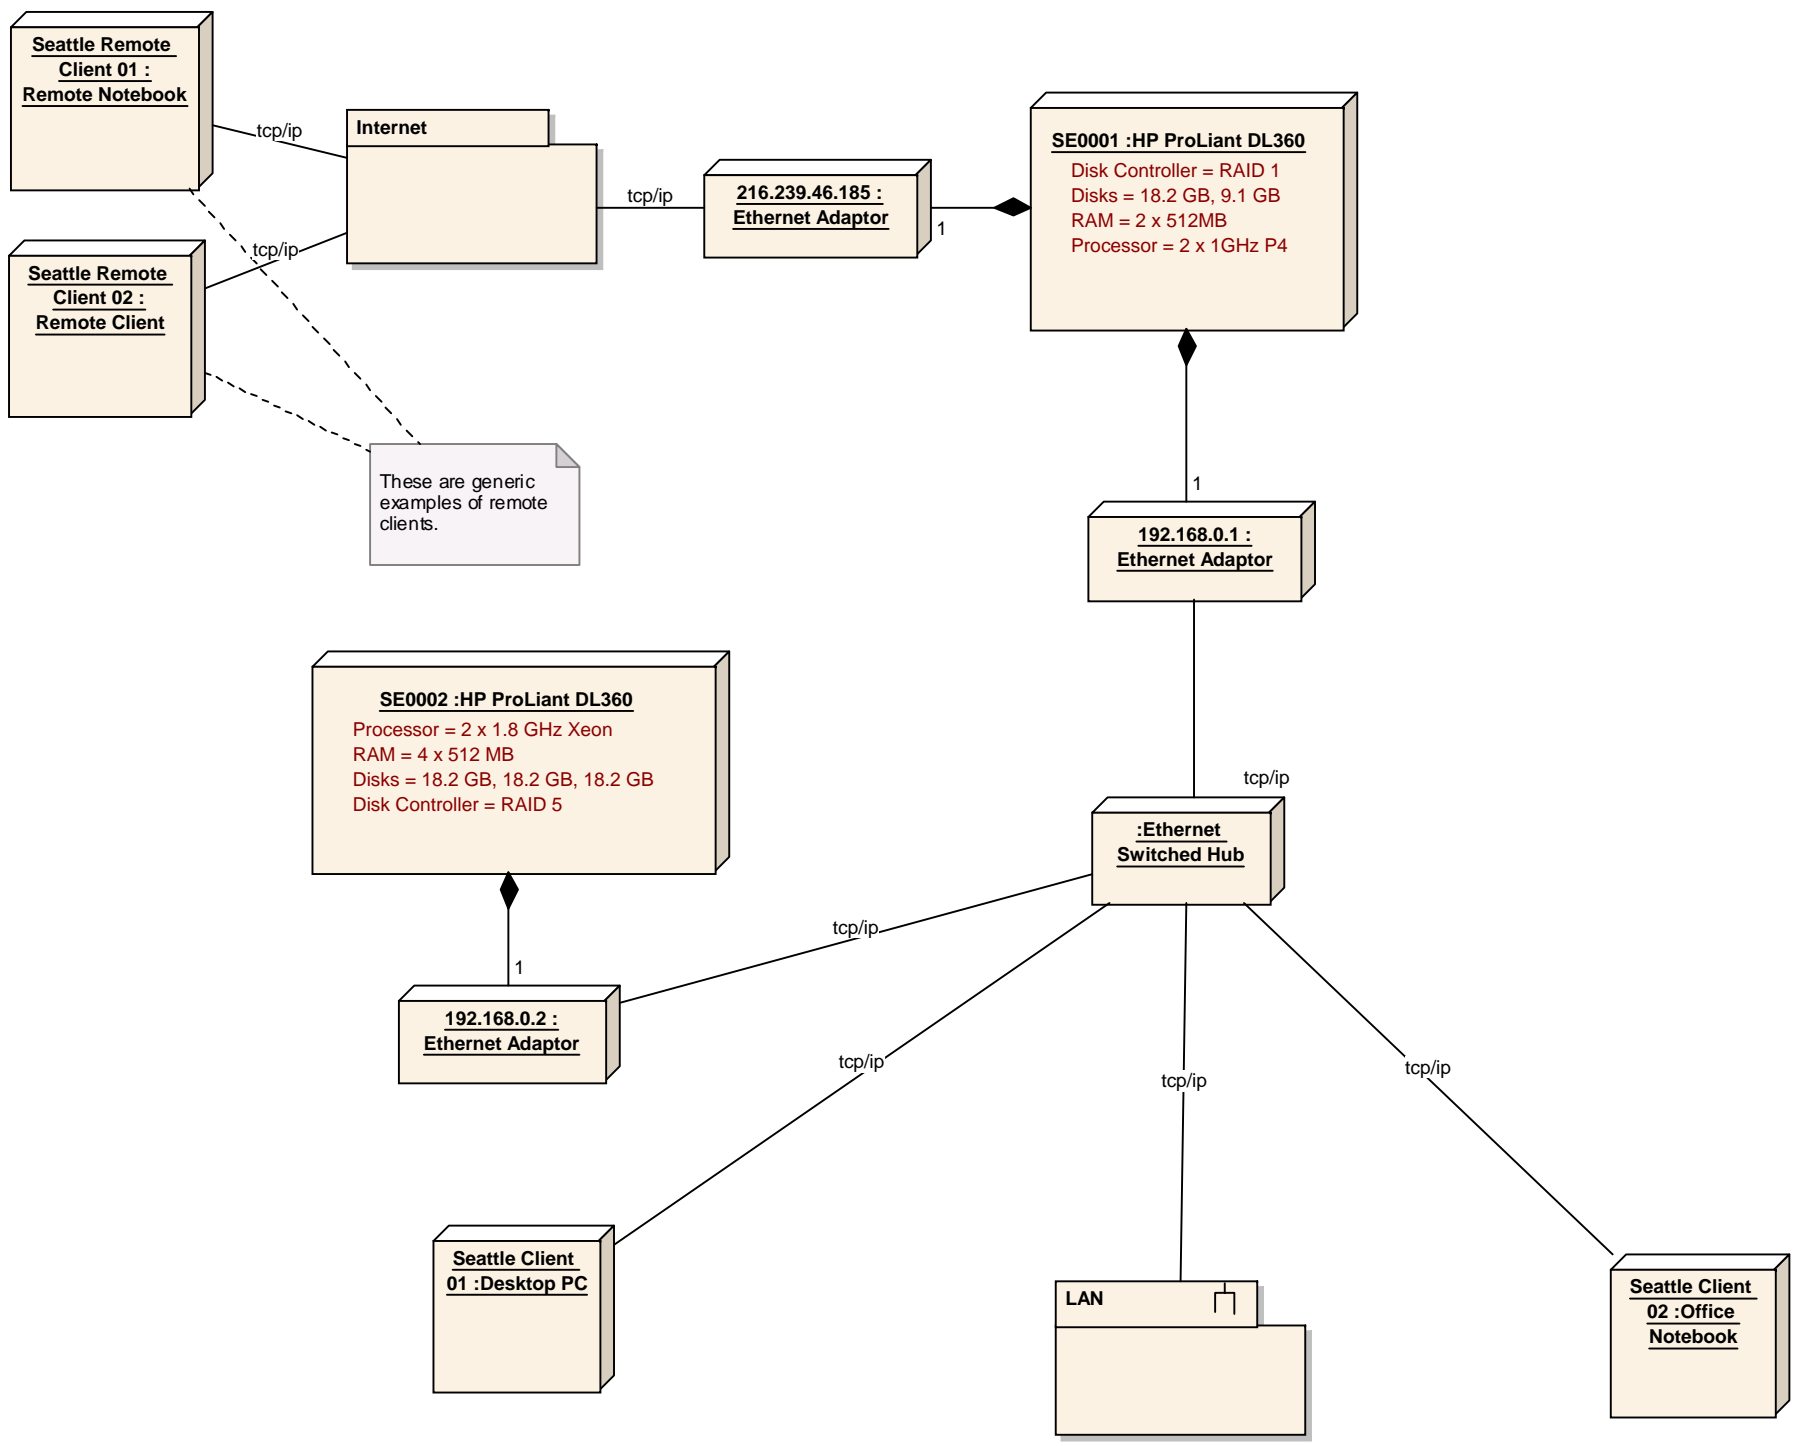 Seattle Remote
Client 01 :
Remote Notebook
tcp/ip
Internet
tcp/ip
216.239.46.185 :
Ethernet Adaptor
1
SE0001 :HP ProLiant DL360
Disk Controller = RAID 1
Disks = 18.2 GB, 9.1 GB
RAM = 2 x 512MB
Processor = 2 x 1GHz P4
tcp/ip
Seattle Remote
Client 02 :
Remote Client
These are generic
examples of remote
clients.
1
192.168.0.1 :
Ethernet Adaptor
SE0002 :HP ProLiant DL360
Processor = 2 x 1.8 GHz Xeon
RAM = 4 x 512 MB
Disks = 18.2 GB, 18.2 GB, 18.2 GB
Disk Controller = RAID 5
tcp/ip
:Ethernet
Switched Hub
tcp/ip
1
192.168.0.2 :
Ethernet Adaptor
tcp/ip
tcp/ip
tcp/ip
Seattle Client
01 :Desktop PC
LAN
Seattle Client
02 :Office
Notebook